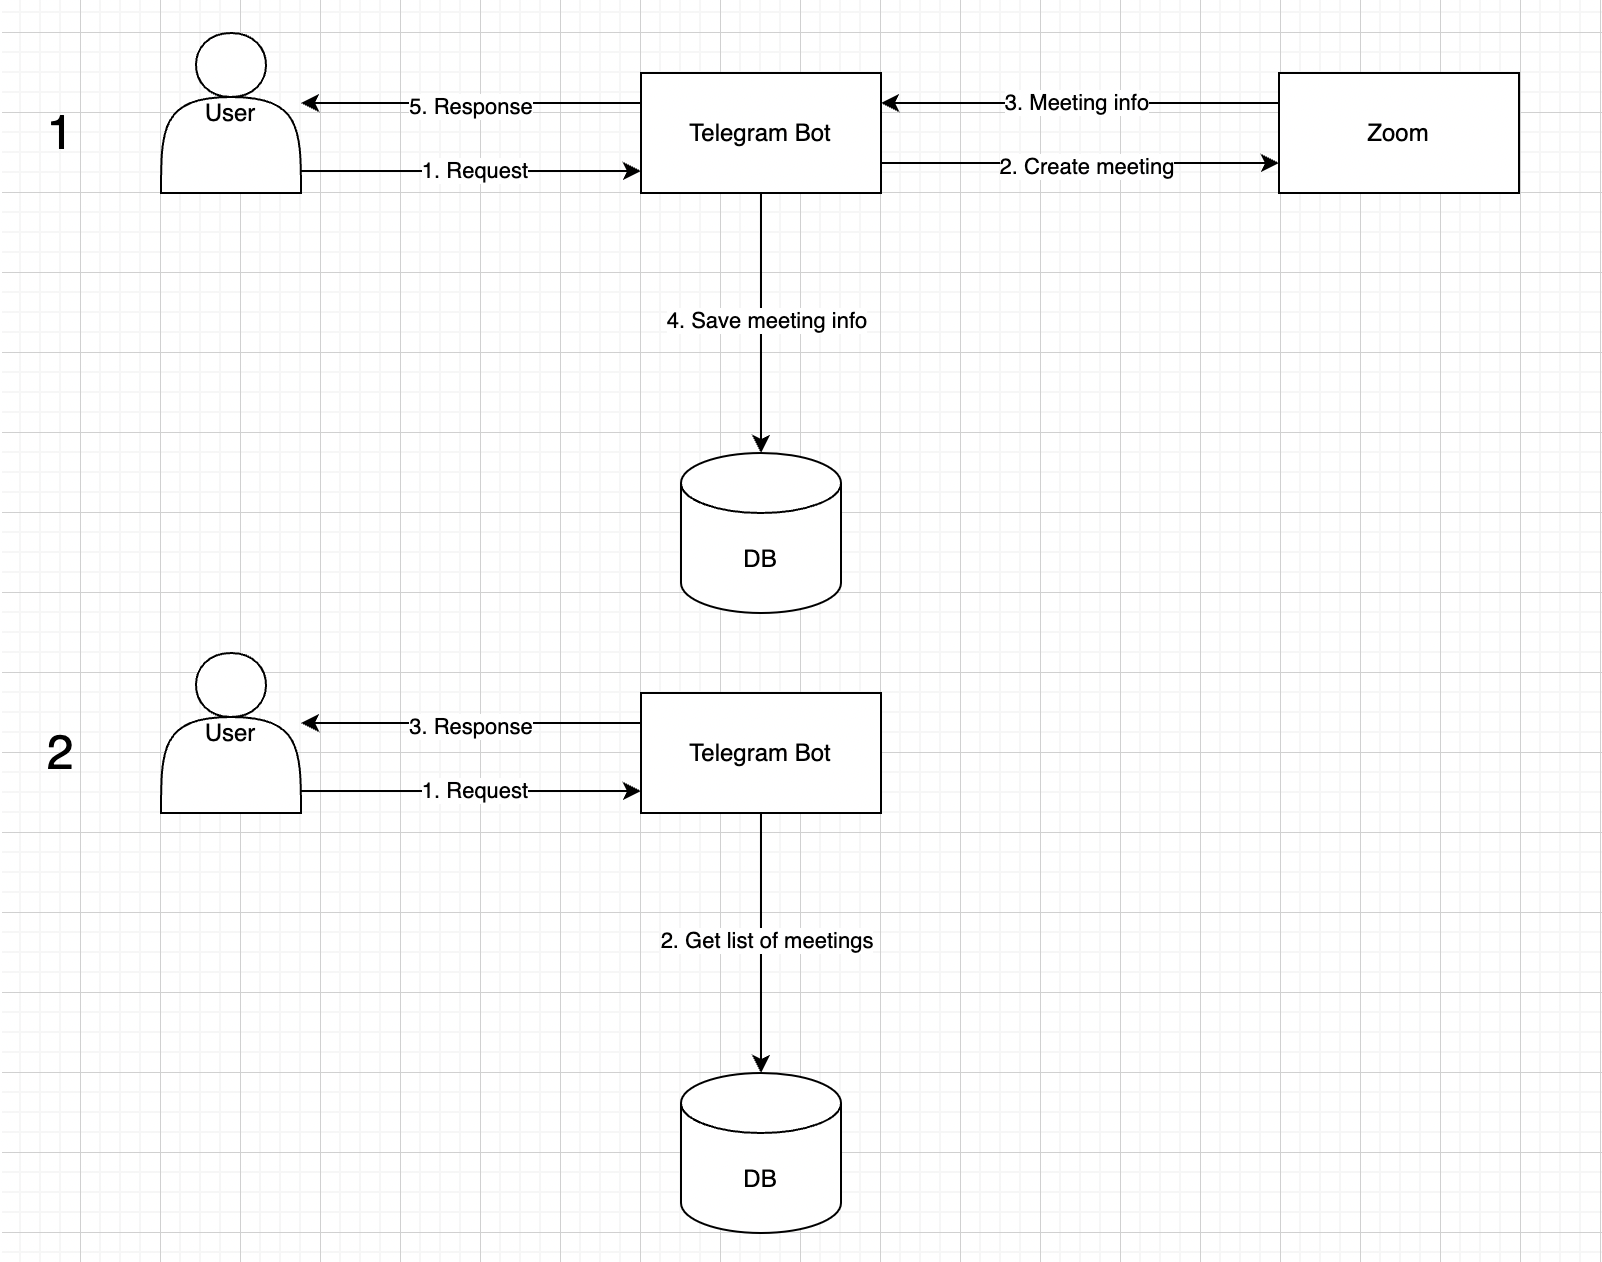 1
User
5. Response
1. Request
Telegram Bot
3. Meeting info
2. Create meeting
Zoom
4. Save meeting info
DB
2
User
3. Response
1. Request
Telegram Bot
2. Get list of meetings
DB